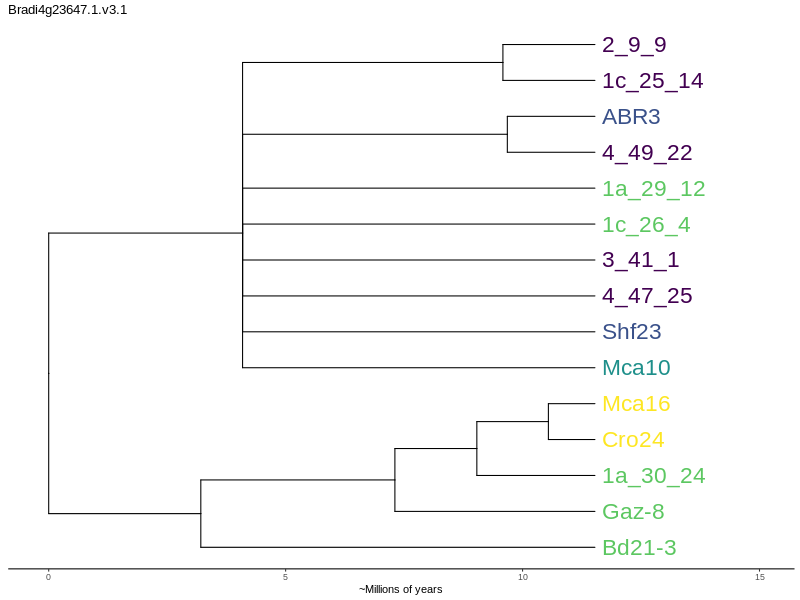 Bradi4g23647.1.v3.1
2_9_9
1c_25_14
ABR3
4_49_22
1a_29_12
1c_26_4
3_41_1
4_47_25
Shf23
Mca10
Mca16
Cro24
1a_30_24
Gaz-8
Bd21-3
0 5 10 15
~Millions of years